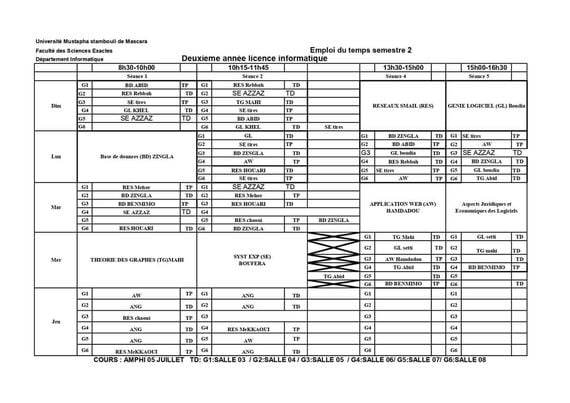 Université Mustapha stambouli de Mascara
Faculté des Sciences Exactes Emploi du temps semestre 2
Département Informatique Deuxieme année licence informatique
8h30-10h00 10h15-11h45 13h30-15h00 15h00-16h30
Séance 1 Séance 2 Séance 4 Séance 5
Dim
G1 BD ABID TP G1 RES Rebbah TD
G2 RES Rebbah TD G2 SE AZZAZ TD
G3 SE tires TP G3 TG MAHI TD
G4 GL KHEL TD G4 SE tires TP
G5 SE AZZAZ TD G5 BD ABID TP
G6 G6 GL KHEL TD SE tires
RESEAUX SMAIL (RES) GENIE LOGICIEL (GL) Boudia
Lun
Base de données (BD) ZINGLA
G1 GL TD G1 BD ZINGLA TD G1 SE tires TP
G2 SE tires TP G2 BD ABID TP G2 AW TP
G3 BD ZINGLA TD G3 GL boudia TD G3 SE AZZAZ TD
G4 AW TP G4 RES Rebbah TD G4 BD ZINGLA TD
G5 RES HOUARI TD G5 SE tires TP G5 GL boudia TD
G6 SE tires TP G6 AW TP G6 TG Abid TD
Mar
G1 RES Meher TP G1 SE AZZAZ TD
G2 BD ZINGLA TD G2 RES Meher TP
G3 BD BENMIMO TP G3 RES HOUARI TD
G4 SE AZZAZ TD G4
G5 G5 RES chaoui TP BD ZINGLA
G6 RES HOUARI TD G6 BD ZINGLA TD
APPLICATION WEB (AW)
HAMDADOU
Aspects Juridiques et
Economiques des Logiciels
Mer
THEORIE DES GRAPHES (TG)MAHI
SYST EXP (SE)
BOUFERA
TG Abid
G1 TG Mahi TD G1 GL setti TD
G2 GL setti TD G2 TG mahi TD
G3 AW Hamdadou TP G3 TD
G4 TG Abid TD G4 BD BENMIMO TP
G5 G5 TD
G6 BD BENMIMO TP G6 TD
Jeu
G1 AW TP G1 ANG TD G1 G1
G2 ANG TD G2 ANG TD G2 G2
G3 RES chaoui TP G3 ANG TD G3 G3
G4 ANG TD G4 RES MKKAOUI TP G4 G4
G5 ANG TD G5 AW TP G5 G5
G6 RES MeKKAOUI TP G6 ANG TD G6 G6
COURS : AMPHI 05 JUILLET TD: G1:SALLE 03 / G2:SALLE 04 / G3:SALLE 05 / G4:SALLE 06/ G5:SALLE 07/ G6:SALLE 08